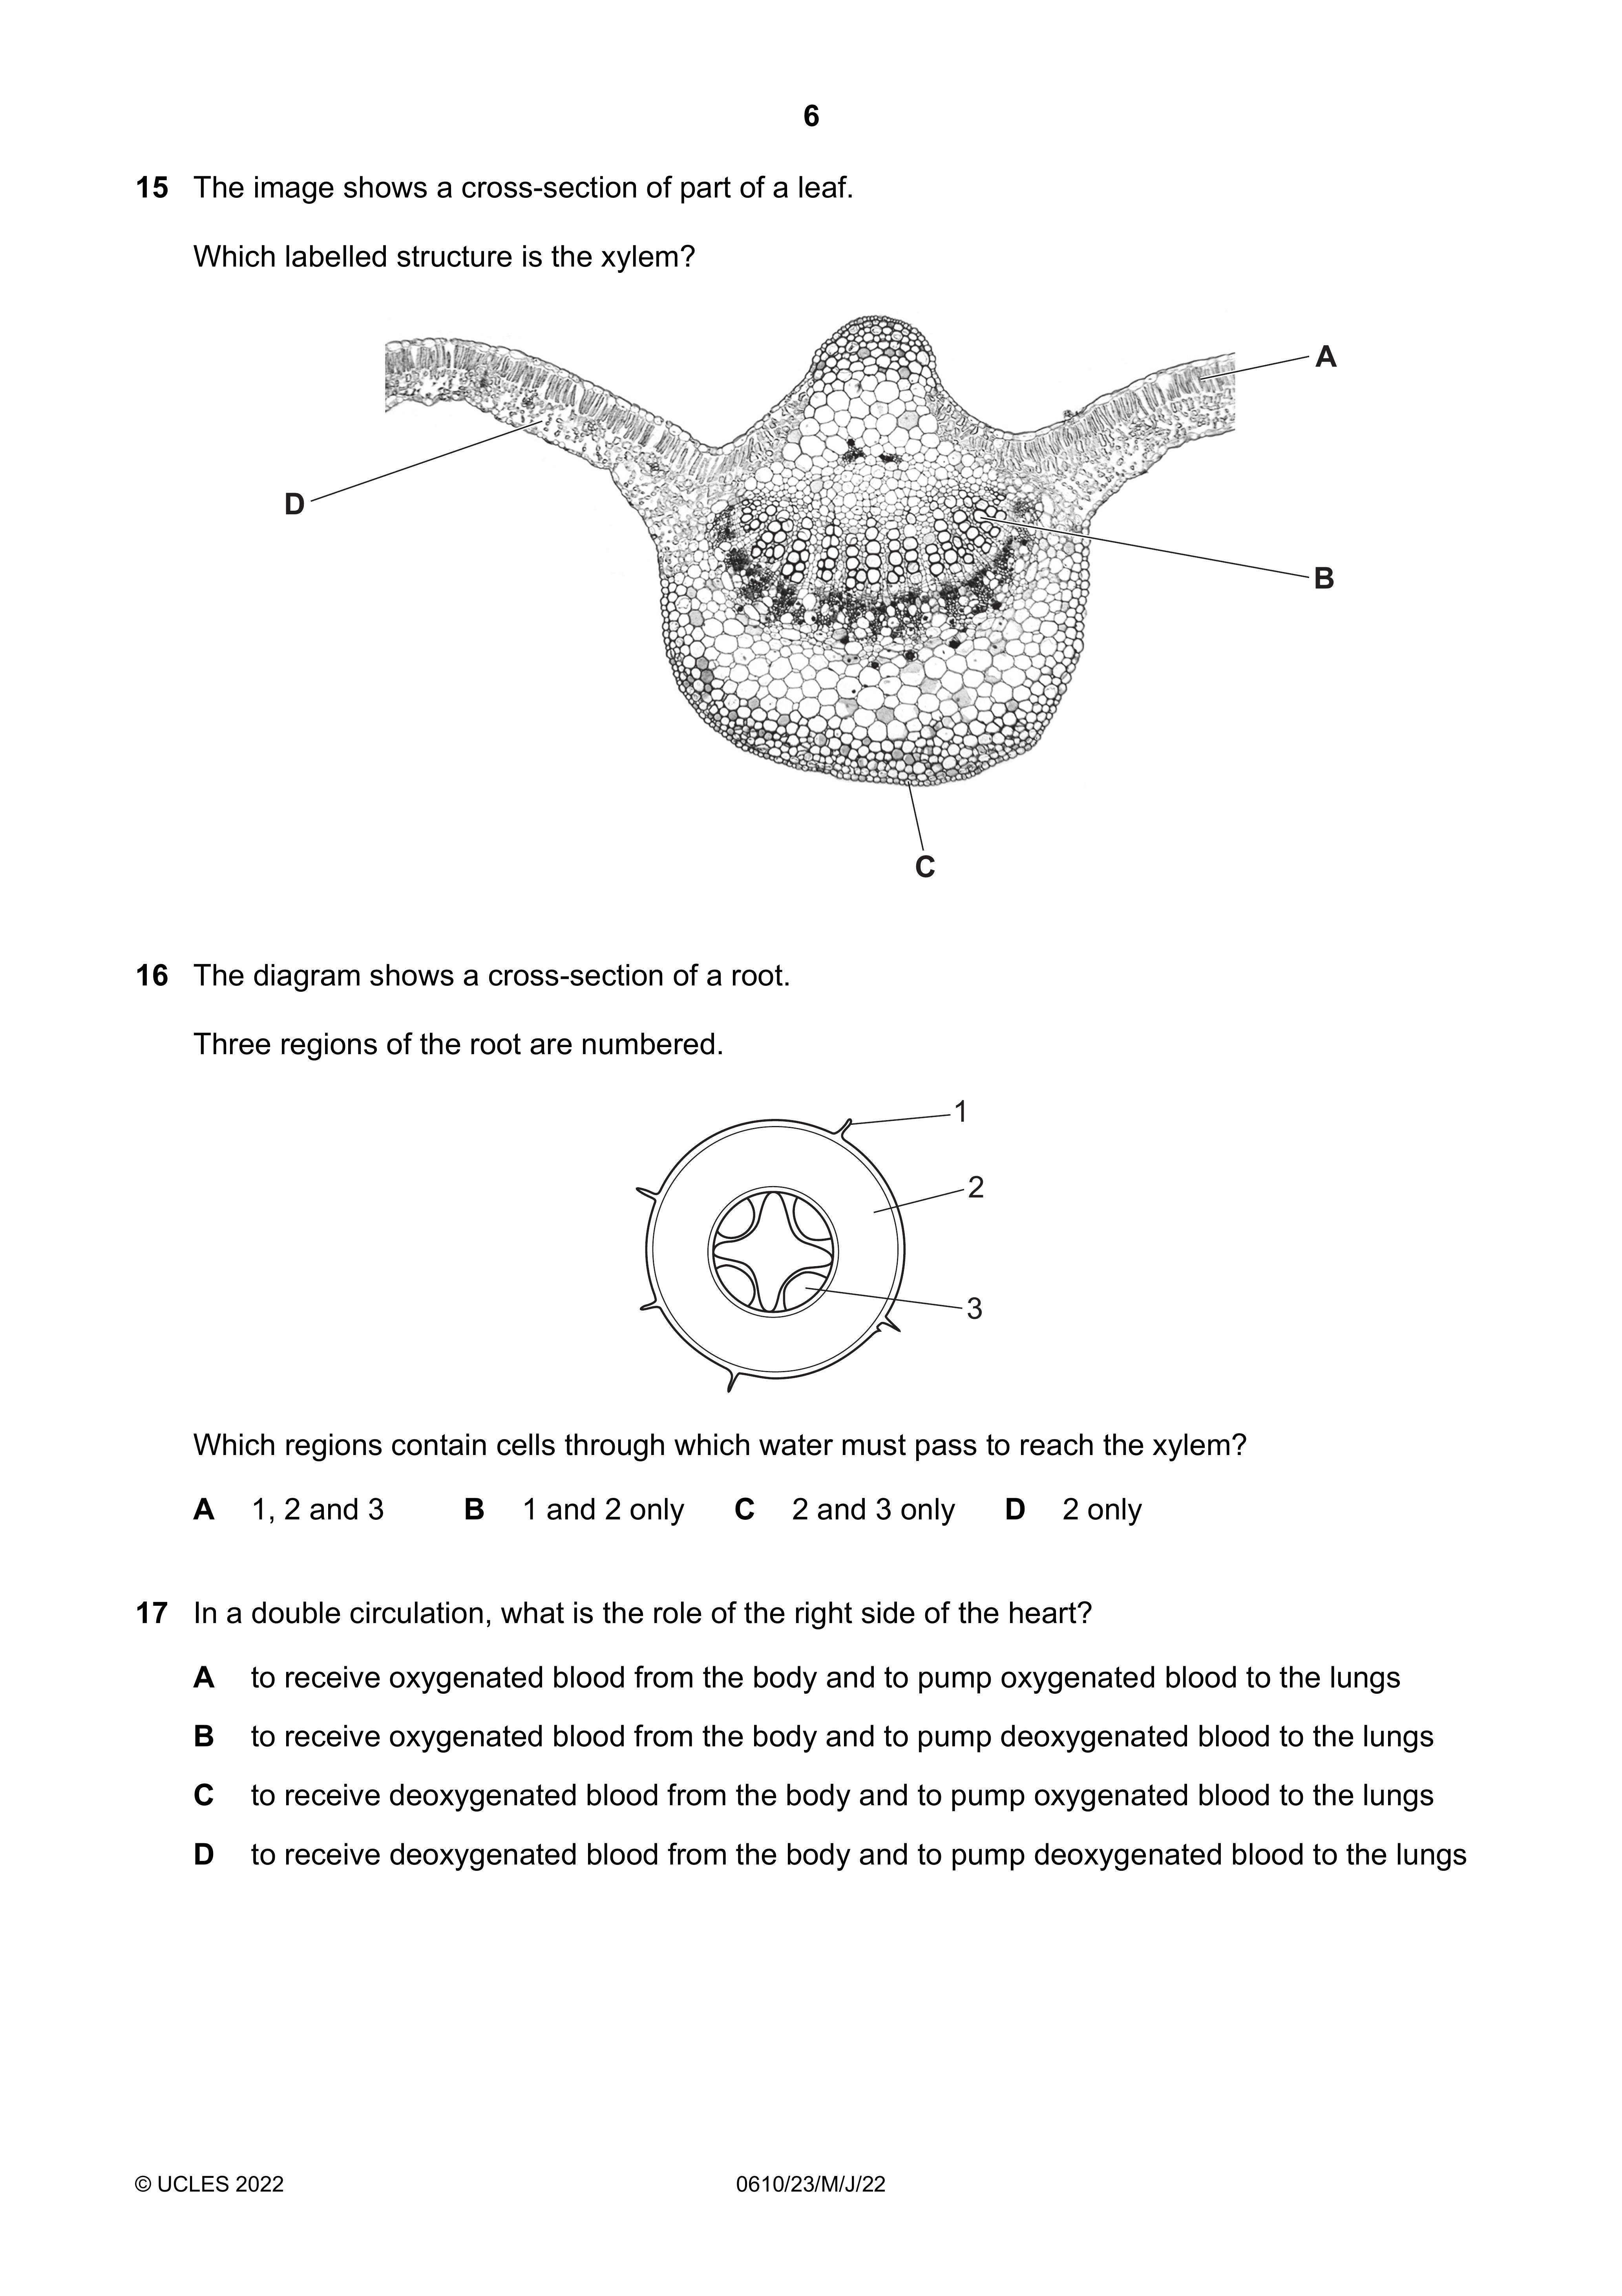 6
15 The image shows a cross-section of part of a leaf.
Which labelled structure is the xylem?
A
D
B
C
16 The diagram shows a cross-section of a root.
Three regions of the root are numbered.
1
2
3
Which regions contain cells through which water must pass to reach the xylem?
A 1, 2 and 3 B 1 and 2 only C 2 and 3 only D 2 only
17 In a double circulation, what is the role of the right side of the heart?
A to receive oxygenated blood from the body and to pump oxygenated blood to the lungs
B to receive oxygenated blood from the body and to pump deoxygenated blood to the lungs
C to receive deoxygenated blood from the body and to pump oxygenated blood to the lungs
D to receive deoxygenated blood from the body and to pump deoxygenated blood to the lungs
© UCLES 2022 0610/23/M/J/22